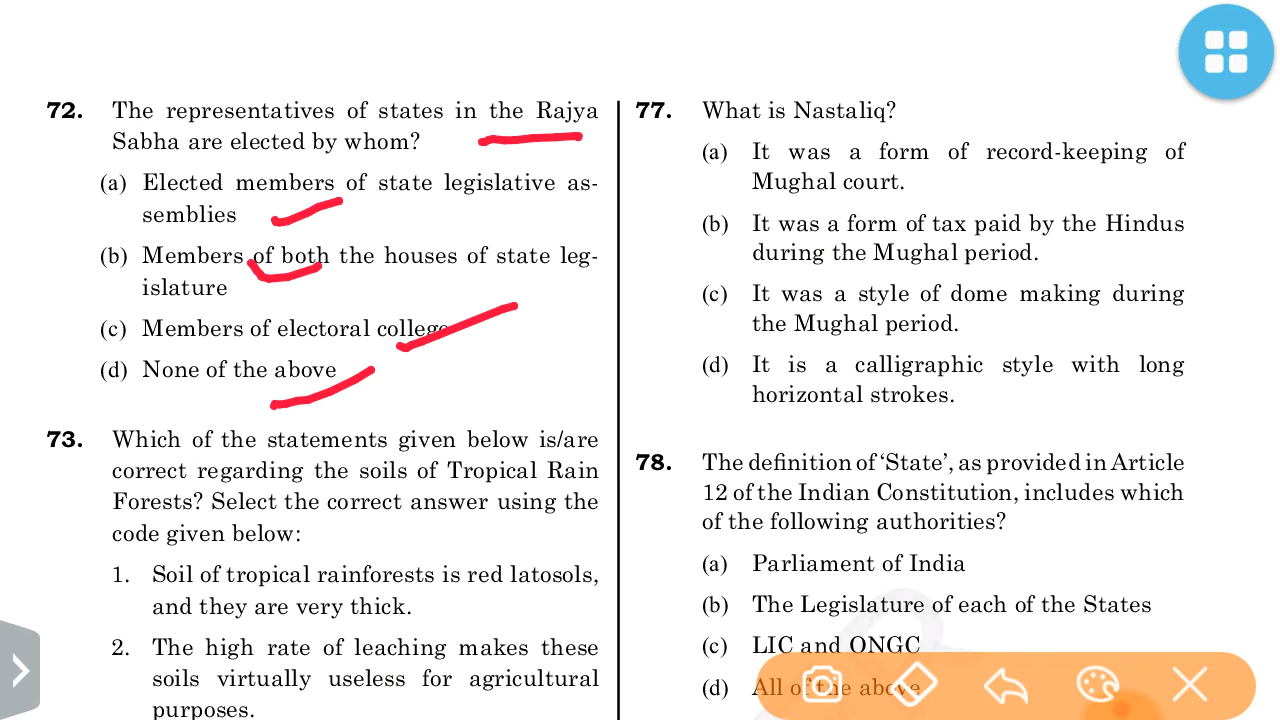 72. The representatives of states in the Rajya
Sabha are elected by whom?
(a) Elected members of state legislative as-
semblies
(b) Members of both the houses of state leg-
islature
(c) Members of electoral college
(d) None of the above
73. Which of the statements given below is/are
correct regarding the soils of Tropical Rain
Forests? Select the correct answer using the
code given below:
1. Soil of tropical rainforests is red latosols,
and they are very thick.
2. The high rate of leaching makes these
soils virtually useless for agricultural
purposes.
77. What is Nastaliq?
(a) It was a form of record-keeping of
Mughal court.
(b) It was a form of tax paid by the Hindus
during the Mughal period.
(c) It was a style of dome making during
the Mughal period.
(d) It is a calligraphic style with long
horizontal strokes.
78. The definition of ‘State’, as provided in Article
12 of the Indian Constitution, includes which
of the following authorities?
(a) Parliament of India
(b) The Legislature of each of the States
(c) LIC and ONGC
(d) All of the above